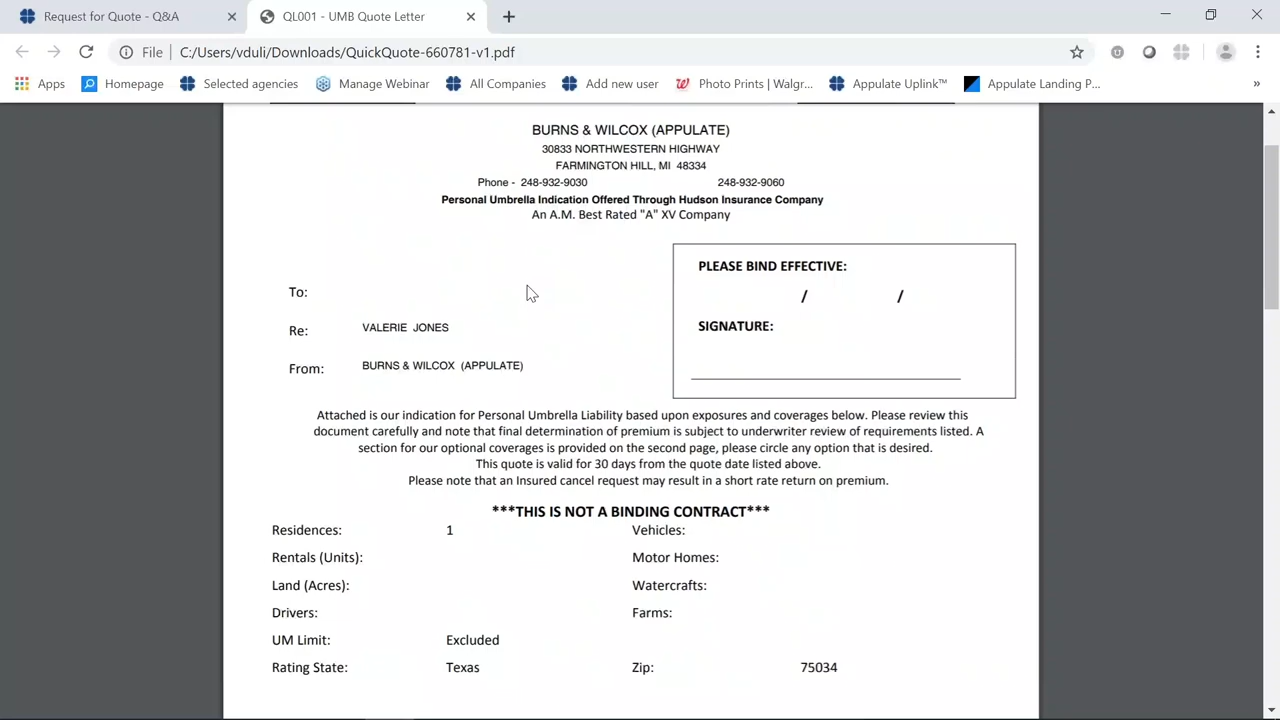 Request for Quote - Q&A
QL001 - UMB Quote Letter
File
C:/Users/vduli/Downloads/QuickQuote-660781-v1.pdf
Apps
Homepage
Selected agencies
Manage Webinar
All Companies
Add new user
Photo Prints | Walgr...
Appulate Uplink™
Appulate Landing P...
»
BURNS & WILCOX (APPULATE)
30833 NORTHWESTERN HIGHWAY
FARMINGTON HILL, MI 48334
Phone - 248-932-9030 248-932-9060
Personal Umbrella Indication Offered Through Hudson Insurance Company
An A.M. Best Rated "A" XV Company
PLEASE BIND EFFECTIVE:
/ /
SIGNATURE:
To:
Re: VALERIE JONES
From: BURNS & WILCOX (APPULATE)
Attached is our indication for Personal Umbrella Liability based upon exposures and coverages below. Please review this
document carefully and note that final determination of premium is subject to underwriter review of requirements listed. A
section for our optional coverages is provided on the second page, please circle any option that is desired.
This quote is valid for 30 days from the quote date listed above.
Please note that an Insured cancel request may result in a short rate return on premium.
***THIS IS NOT A BINDING CONTRACT***
Residences: 1 Vehicles:
Rentals (Units): Motor Homes:
Land (Acres): Watercrafts:
Drivers: Farms:
UM Limit: Excluded
Rating State: Texas Zip: 75034